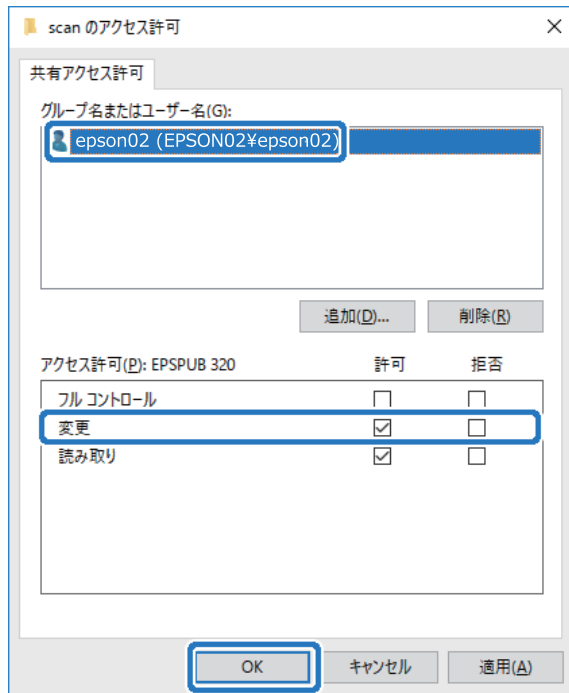 scan のアクセス許可
共有アクセス許可
グループ名またはユーザー名(G):
epson02 (EPSON02¥epson02)
追加(D)... 削除(R)
アクセス許可(P): EPSPUB 320 許可 拒否
フル コントロール
変更
読み取り
OK キャンセル 適用(A)